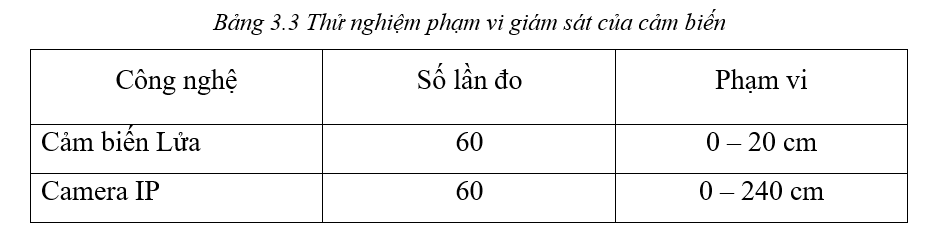 Bảng 3.3 Thử nghiệm phạm vi giám sát của cảm biến
Công nghệ Số lần đo Phạm vi
Cảm biến Lửa 60 0 – 20 cm
Camera IP 60 0 – 240 cm